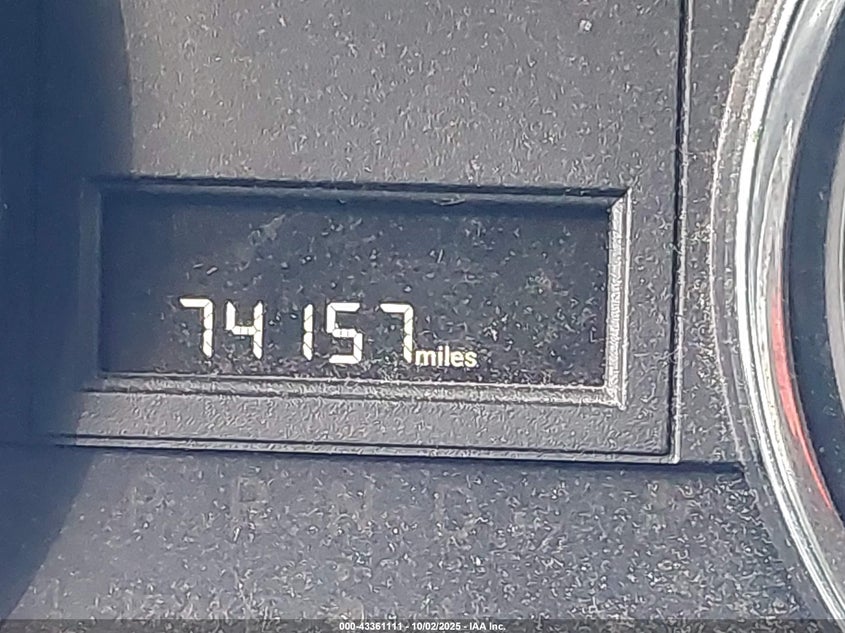 74157 miles
P R N D
000-43361111 - 10/02/2025 - IAA Inc.